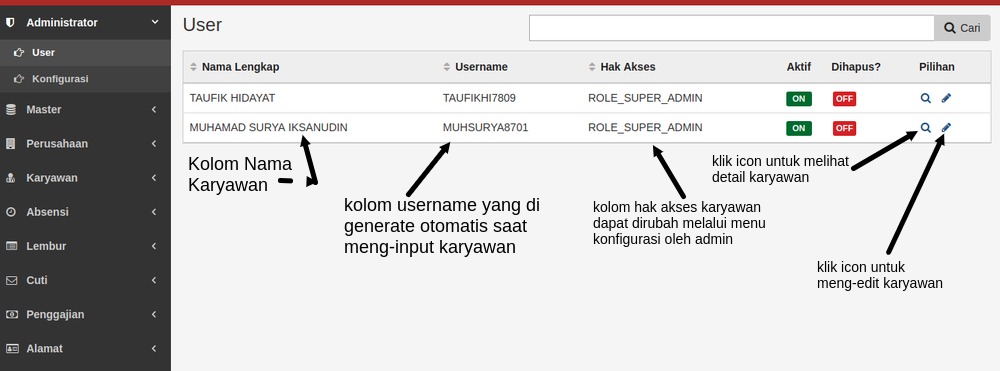 Administrator
User
Konfigurasi
Master
Perusahaan
Karyawan
Absensi
Lembur
Cuti
Penggajian
Alamat
User
Cari
Nama Lengkap Username Hak Akses Aktif Dihapus? Pilihan
TAUFIK HIDAYAT TAUFIKHI7809 ROLE_SUPER_ADMIN ON OFF
MUHAMAD SURYA IKSANUDIN MUHSURYA8701 ROLE_SUPER_ADMIN ON OFF
Kolom Nama
Karyawan
kolom username yang di
generate otomatis saat
meng-input karyawan
kolom hak akses karyawan
dapat dirubah melalui menu
konfigurasi oleh admin
klik icon untuk melihat
detail karyawan
klik icon untuk
meng-edit karyawan